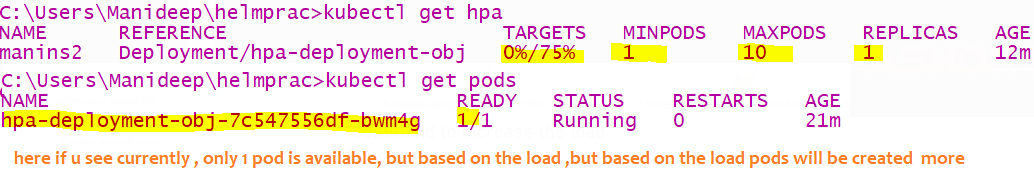 C:\Users\Manideep\helmprac>kubectl get hpa
NAME REFERENCE TARGETS MINPODS MAXPODS REPLICAS AGE
manins2 Deployment/hpa-deployment-obj 0%/75% 1 10 1 12m
C:\Users\Manideep\helmprac>kubectl get pods
NAME READY STATUS RESTARTS AGE
hpa-deployment-obj-7c547556df-bwm4g 1/1 Running 0 21m
here if u see currently , only 1 pod is available, but based on the load ,but based on the load pods will be created more